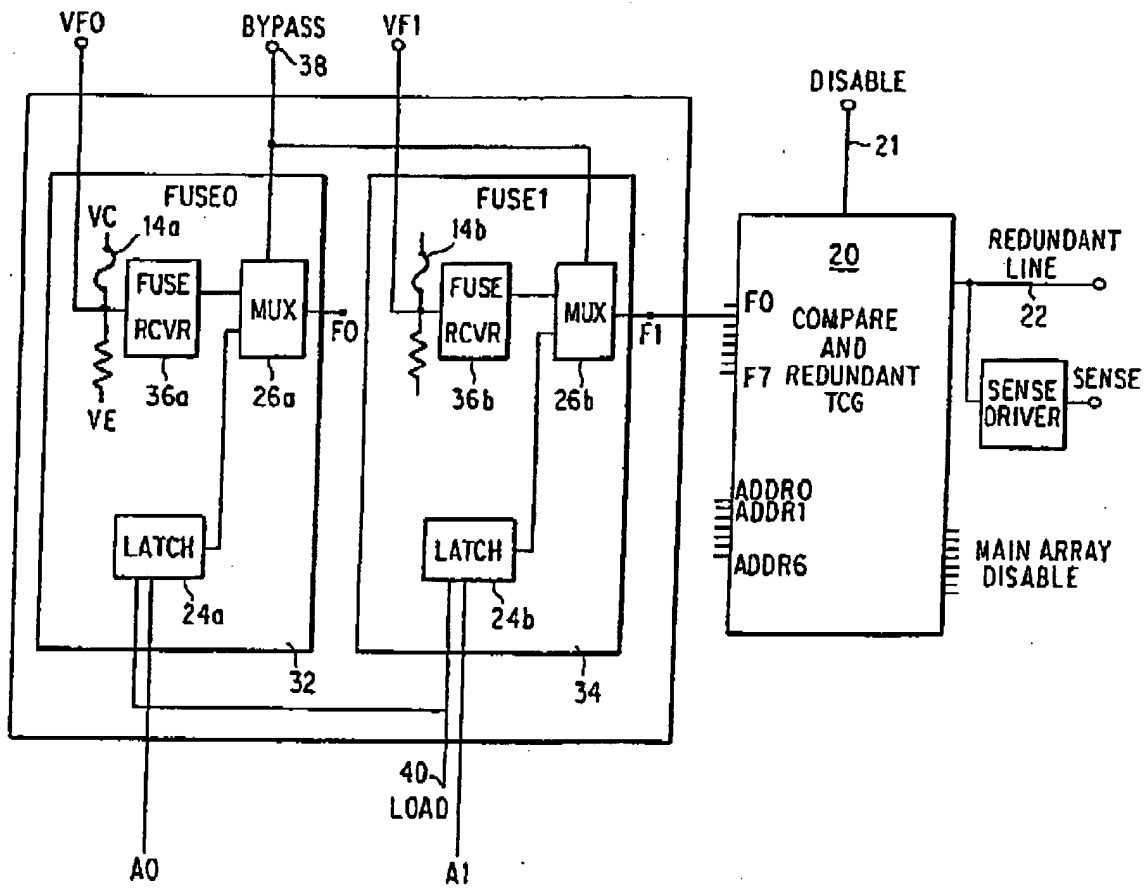 VF0
BYPASS
38
VF1
DISABLE
21
FUSE0
FUSE1
VC
14a
14b
FUSE
RCVR
MUX
F0
FUSE
RCVR
MUX
F1
36a
26a
36b
26b
VE
20
F0
COMPARE
AND
REDUNDANT
TCG
F7
REDUNDANT
LINE
22
SENSE
DRIVER
SENSE
ADDR0
ADDR1
ADDR6
MAIN ARRAY
DISABLE
LATCH
24a
LATCH
24b
32
34
40
LOAD
A0
A1